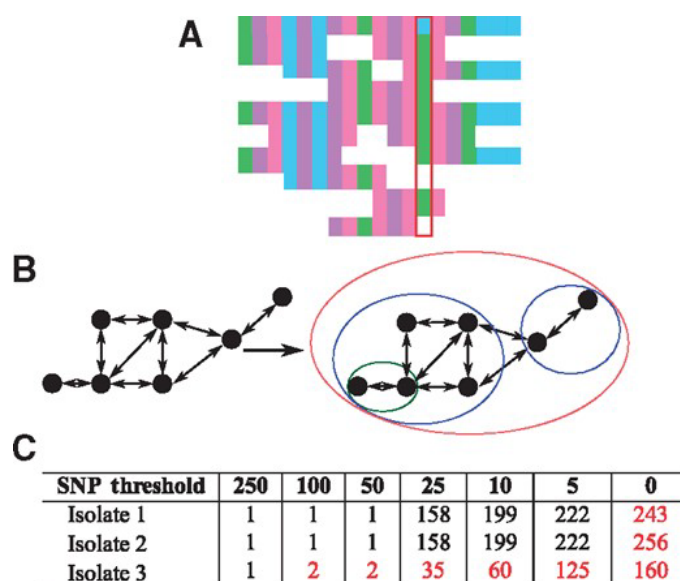 A
B
C
SNP threshold 250 100 50 25 10 5 0
Isolate 1 1 1 1 158 199 222 243
Isolate 2 1 1 1 158 199 222 256
Isolate 3 1 2 2 35 60 125 160